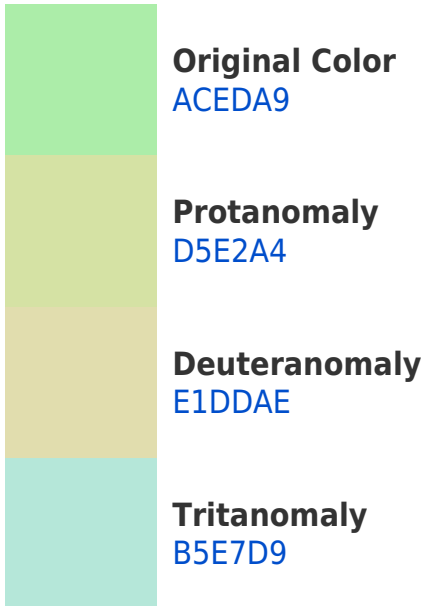 Original Color
ACEDA9
Protanomaly
D5E2A4
Deuteranomaly
E1DDAE
Tritanomaly
B5E7D9